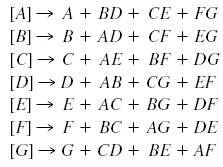 [A] → A + BD + CE + FG
[B] → B + AD + CF + EG
[C] → C + AE + BF + DG
[D] → D + AB + CG + EF
[E] → E + AC + BG + DF
[F] → F + BC + AG + DE
[G] → G + CD + BE + AF